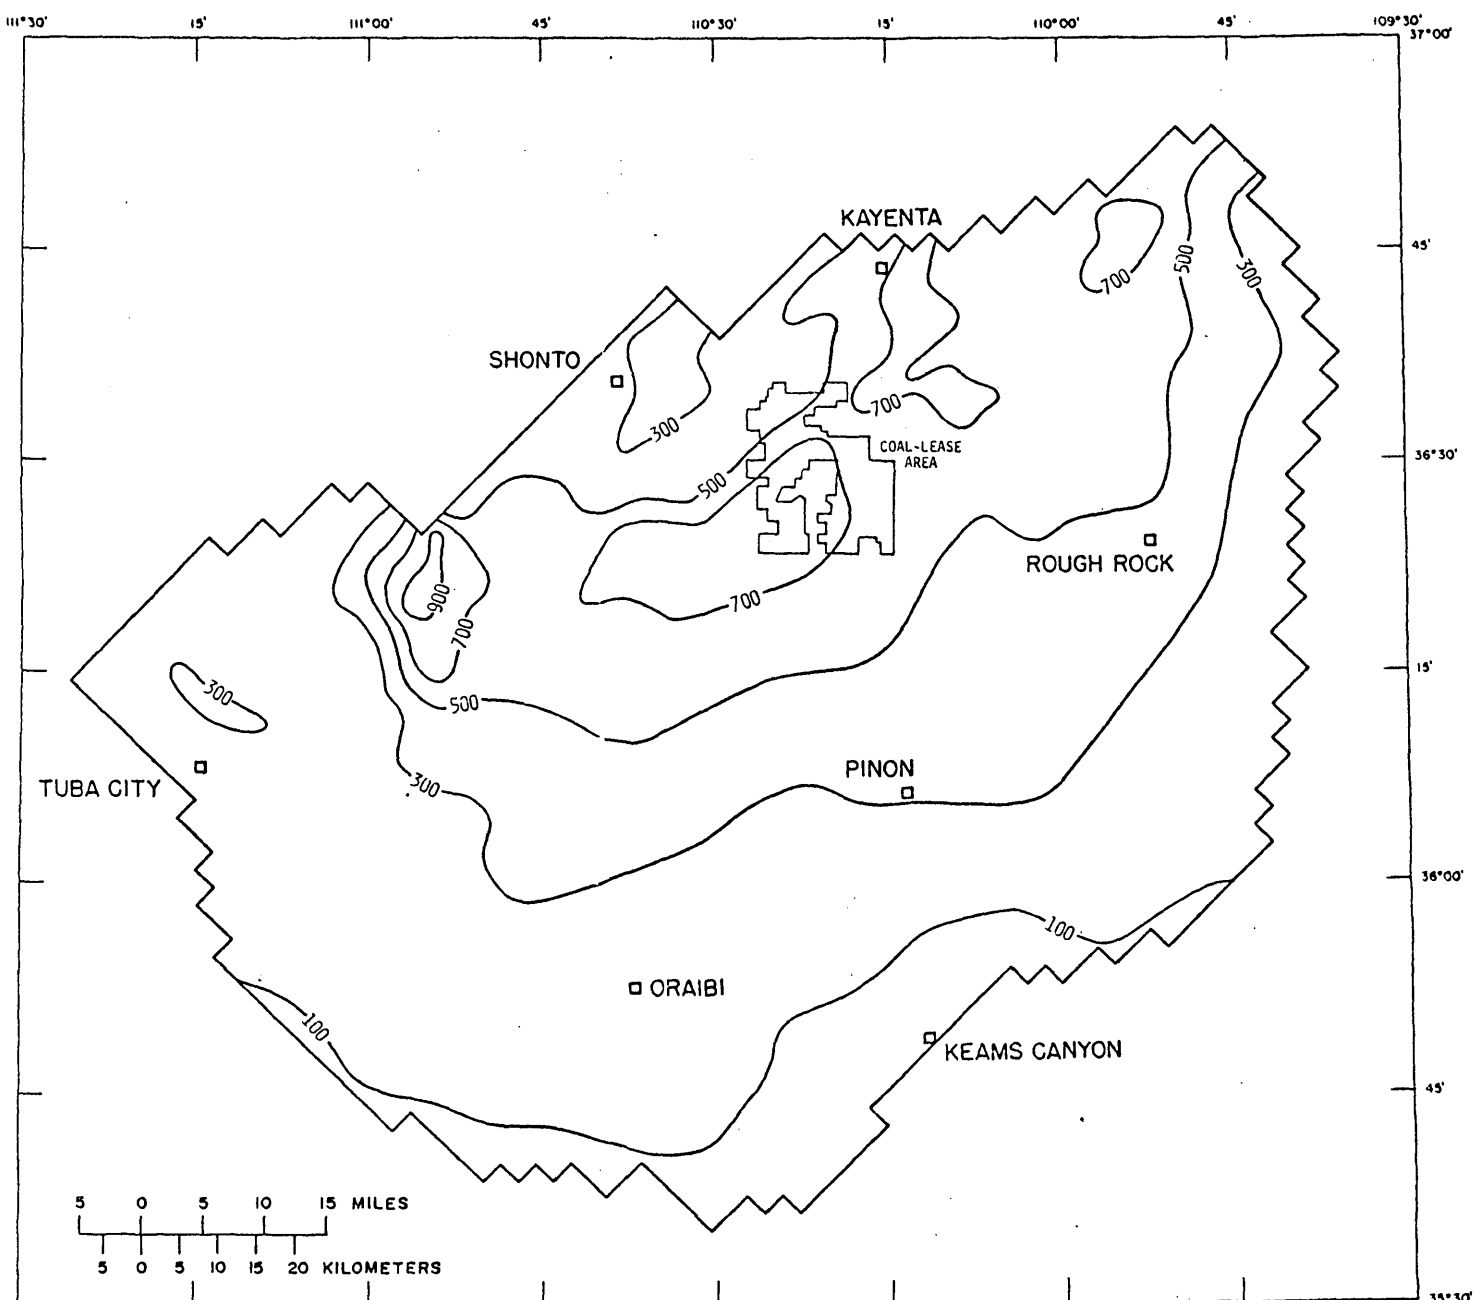 111°30' 15' 111°00' 45' 110°30' 15' 110°00' 45' 109°30'
37°00'
KAYENTA
45'
500
300
700
SHONTO
700
300
COAL-LEASE
AREA
36°30'
500
ROUGH ROCK
900
700
700
15'
300
500
PINON
TUBA CITY
300
36°00'
100
ORAIBI
100
KEAMS CANYON
45'
5 0 5 10 15 MILES
5 0 5 10 15 20 KILOMETERS
35°30'